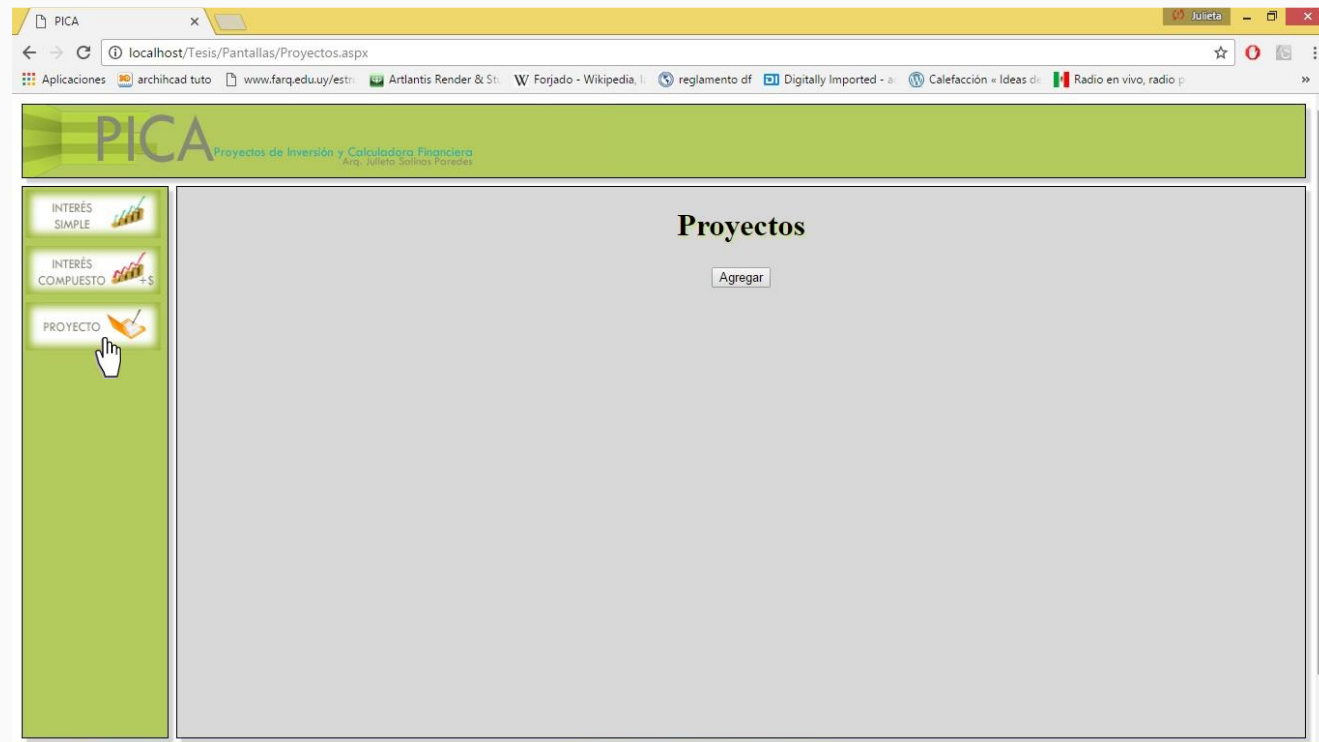 PICA
Julieta
localhost/Tesis/Pantallas/Proyectos.aspx
Aplicaciones archihcad tuto www.farq.edu.uy/estr Artlantis Render & St Forjado - Wikipedia, l reglamento df Digitally Imported - a Calefacción « Ideas de Radio en vivo, radio p »
PICA
Proyectos de Inversión y Calculadora Financiera
Arq. Julieta Salinas Paredes
INTERÉS
SIMPLE
INTERÉS
COMPUESTO +$
PROYECTO
Proyectos
Agregar